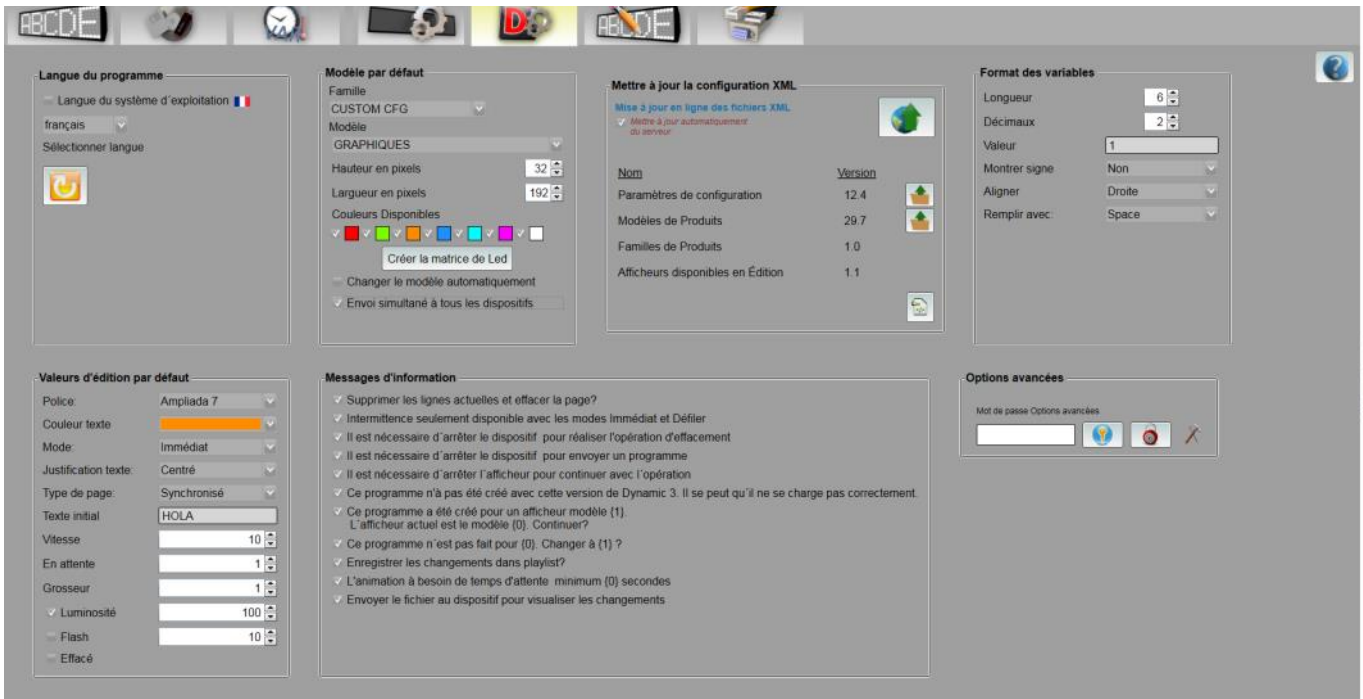 ABCDE
D
ABCDE
Langue du programme
Langue du système d´exploitation
français
Sélectionner langue
Modèle par défaut
Famille
CUSTOM CFG
Modèle
GRAPHIQUES
Hauteur en pixels 32
Largueur en pixels 192
Couleurs Disponibles
Créer la matrice de Led
Changer le modèle automatiquement
Envoi simultané à tous les dispositifs
Mettre à jour la configuration XML
Mise à jour en ligne des fichiers XML
Mettre à jour automatiquement
du serveur
Nom Version
Paramètres de configuration 12.4
Modèles de Produits 29.7
Familles de Produits 1.0
Afficheurs disponibles en Édition 1.1
Format des variables
Longueur 6
Décimaux 2
Valeur 1
Montrer signe Non
Aligner Droite
Remplir avec: Space
Valeurs d'édition par défaut
Police: Ampliada 7
Couleur texte
Mode: Immédiat
Justification texte: Centré
Type de page: Synchronisé
Texte initial HOLA
Vitesse 10
En attente 1
Grosseur 1
Luminosité 100
Flash 10
Effacé
Messages d'information
Supprimer les lignes actuelles et effacer la page?
Intermittence seulement disponible avec les modes Immédiat et Défiler
Il est nécessaire d´arrêter le dispositif pour réaliser l'opération d'effacement
Il est nécessaire d´arrêter le dispositif pour envoyer un programme
Il est nécessaire d´arrêter l´afficheur pour continuer avec l´opération
Ce programme n'à pas été créé avec cette version de Dynamic 3. Il se peut qu´il ne se charge pas correctement.
Ce programme a été créé pour un afficheur modèle {1}.
L´afficheur actuel est le modèle {0}. Continuer?
Ce programme n´est pas fait pour {0}. Changer à {1} ?
Enregistrer les changements dans playlist?
L'animation à besoin de temps d'attente minimum {0} secondes
Envoyer le fichier au dispositif pour visualiser les changements
Options avancées
Mot de passe Options avancées